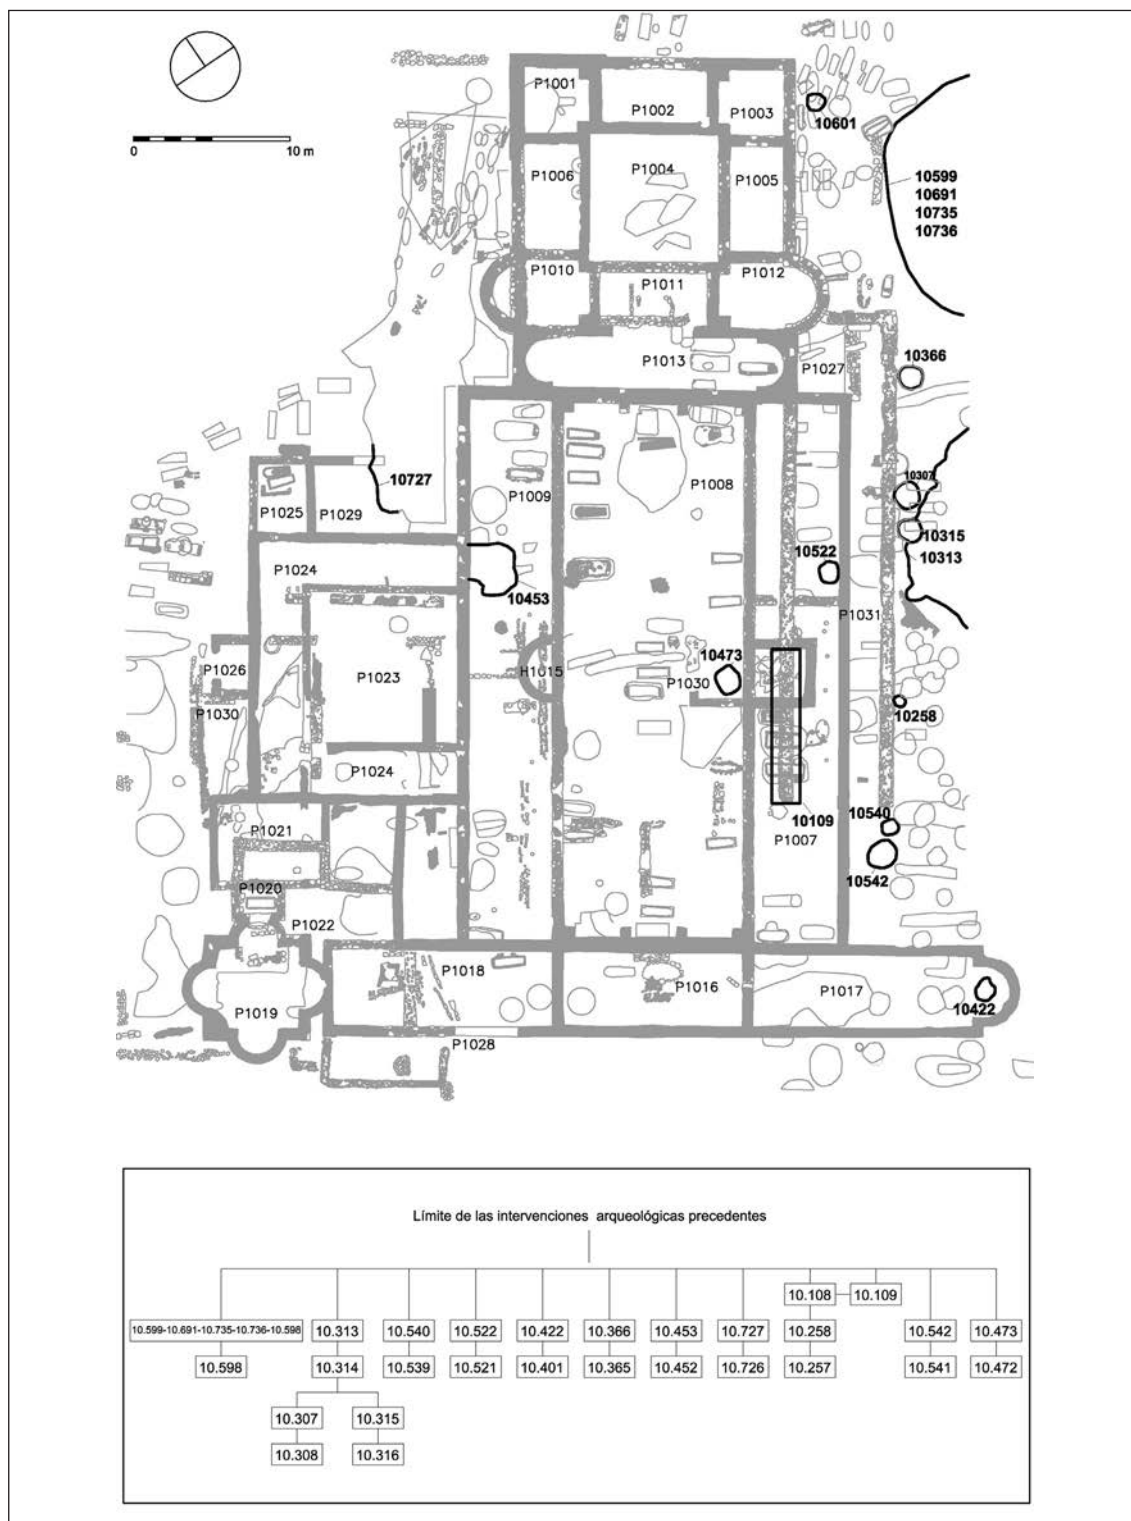 P1001
P1002
P1003
10601
0
10 m
P1006
P1004
P1005
10599
10691
10735
10736
P1010
P1011
P1012
P1013
P1027
10366
10727
P1025
P1029
P1009
P1008
10307
10315
10313
10522
P1024
10453
P1031
P1026
P1023
H1015
10473
P1030
P1030
10258
P1024
10109
10540
P1021
P1007
10542
P1020
P1022
P1018
P1016
P1017
10422
P1019
P1028
Límite de las intervenciones arqueológicas precedentes
10.108 10.109
10.599-10.691-10.735-10.736-10.598 10.313 10.540 10.522 10.422 10.366 10.453 10.727 10.258 10.542 10.473
10.598 10.314 10.539 10.521 10.401 10.365 10.452 10.726 10.257 10.541 10.472
10.307 10.315
10.308 10.316